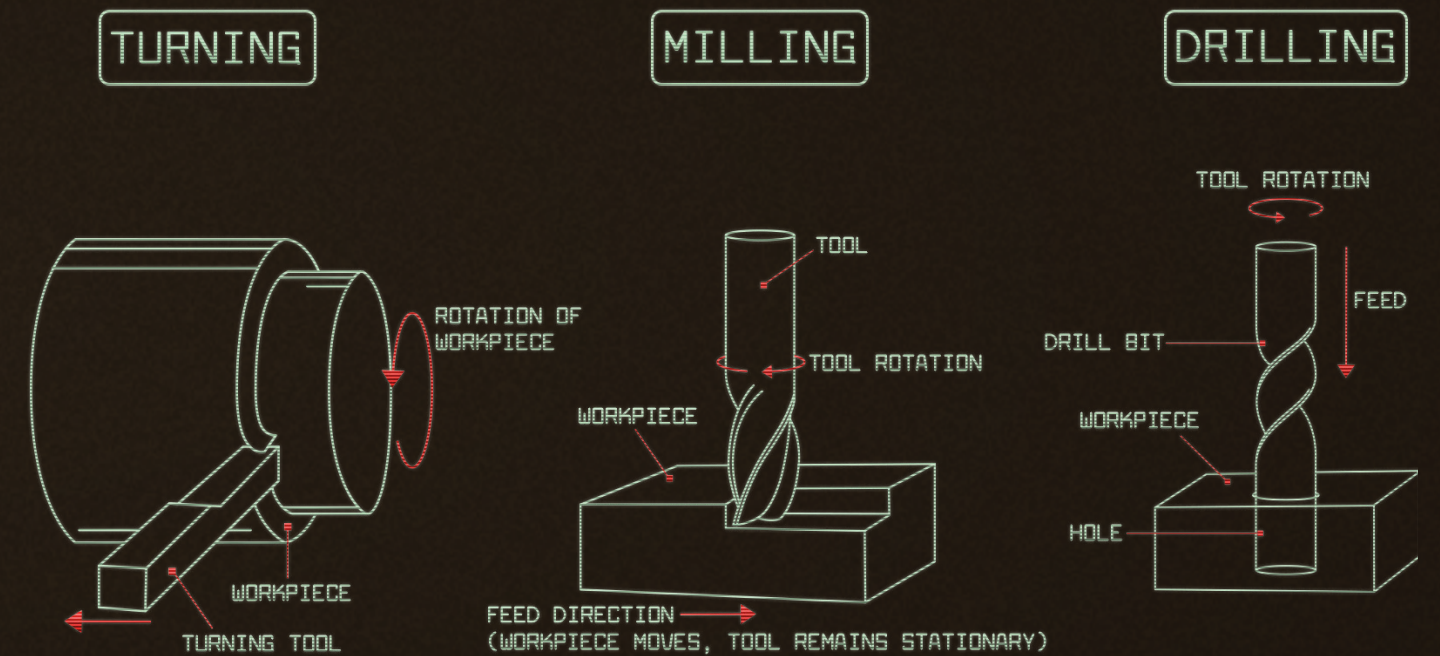 TURNING
MILLING
DRILLING
TOOL ROTATION
TOOL
FEED
ROTATION OF
WORKPIECE
DRILL BIT
TOOL ROTATION
WORKPIECE
WORKPIECE
HOLE
WORKPIECE
FEED DIRECTION
(WORKPIECE MOVES, TOOL REMAINS STATIONARY)
TURNING TOOL